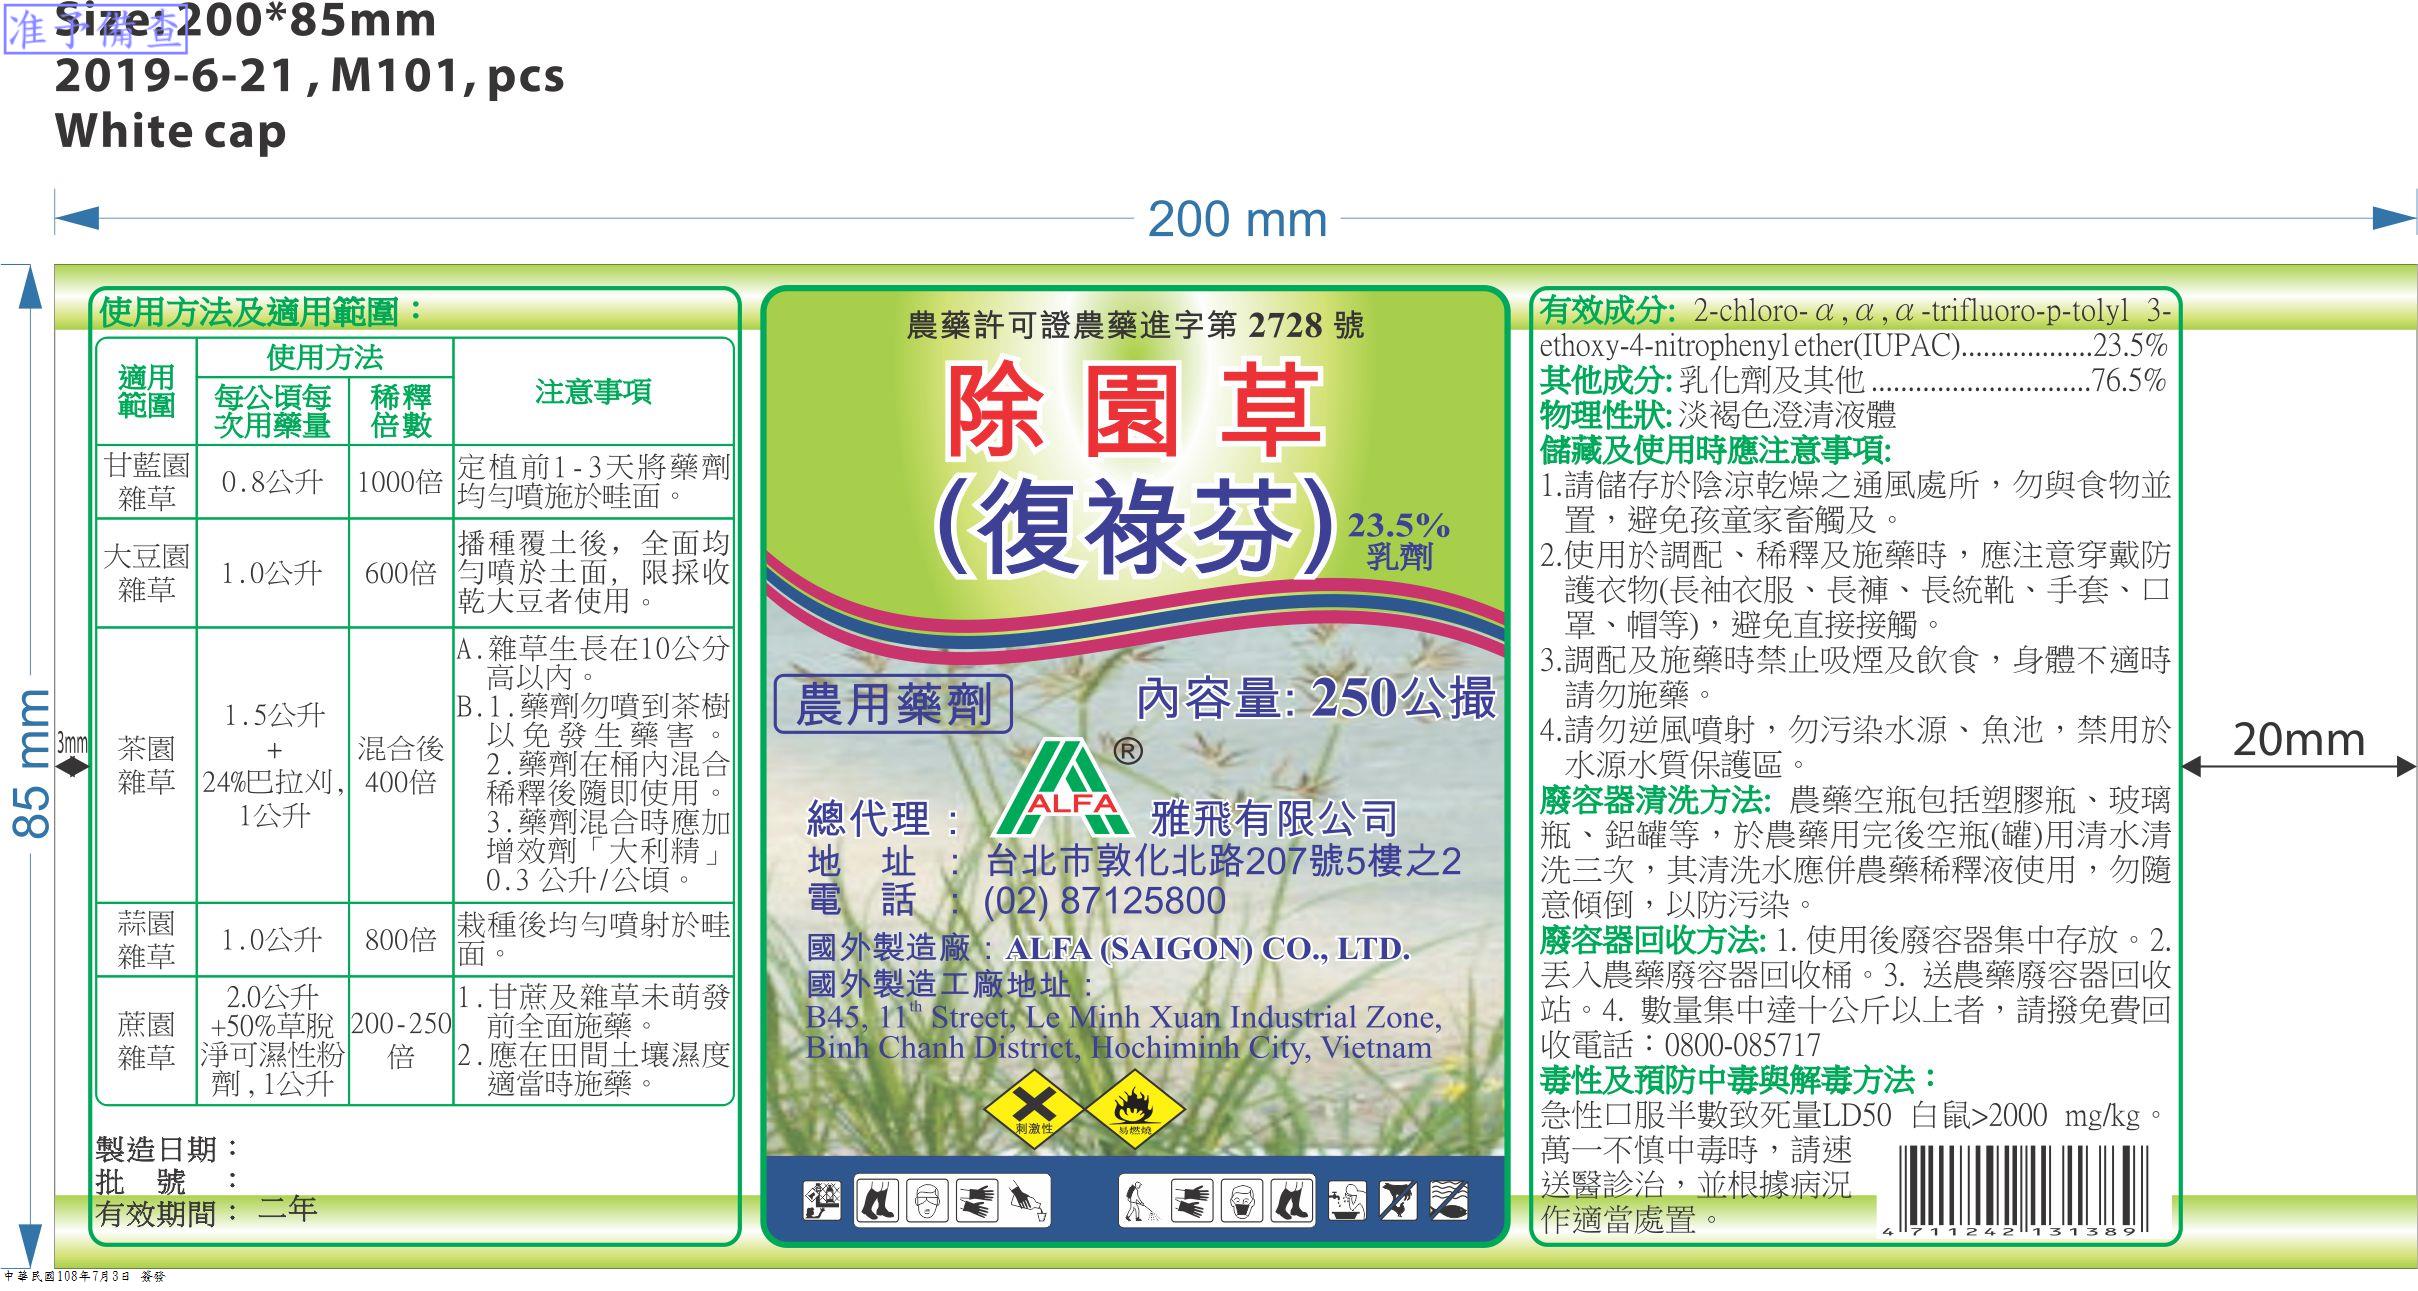 准予備查
Size: 200*85mm
2019-6-21 , M101, pcs
White cap
200 mm
85 mm
3mm
20mm
使用方法及適用範圍：
適用
範圍
使用方法
每公頃每
次用藥量
稀釋
倍數
注意事項
甘藍園
雜草
0.8公升
1000倍
定植前1-3天將藥劑
均勻噴施於畦面。
大豆園
雜草
1.0公升
600倍
播種覆土後，全面均
勻噴於土面，限採收
乾大豆者使用。
茶園
雜草
1.5公升
+
24%巴拉刈,
1公升
混合後
400倍
A.雜草生長在10公分
高以內。
B.1.藥劑勿噴到茶樹
以免發生藥害。
2.藥劑在桶內混合
稀釋後隨即使用。
3.藥劑混合時應加
增效劑「大利精」
0.3 公升/公頃。
蒜園
雜草
1.0公升
800倍
栽種後均勻噴射於畦
面。
蔗園
雜草
2.0公升
+50%草脫
淨可濕性粉
劑,1公升
200-250
倍
1.甘蔗及雜草未萌發
前全面施藥。
2.應在田間土壤濕度
適當時施藥。
製造日期：
批　號　：
有效期間：二年
農藥許可證農藥進字第 2728 號
除園草
(復祿芬)
23.5%
乳劑
農用藥劑
內容量: 250公撮
ALFA
®
總代理：
雅飛有限公司
地　址　：台北市敦化北路207號5樓之2
電　話　：(02) 87125800
國外製造廠：ALFA (SAIGON) CO., LTD.
國外製造工廠地址：
B45, 11th Street, Le Minh Xuan Industrial Zone,
Binh Chanh District, Hochiminh City, Vietnam
刺激性
易燃燒
有效成分: 2-chloro-α,α,α-trifluoro-p-tolyl 3-
ethoxy-4-nitrophenyl ether(IUPAC)..................23.5%
其他成分: 乳化劑及其他..............................76.5%
物理性狀: 淡褐色澄清液體
儲藏及使用時應注意事項:
1.請儲存於陰涼乾燥之通風處所，勿與食物並
置，避免孩童家畜觸及。
2.使用於調配、稀釋及施藥時，應注意穿戴防
護衣物(長袖衣服、長褲、長統靴、手套、口
罩、帽等)，避免直接接觸。
3.調配及施藥時禁止吸煙及飲食，身體不適時
請勿施藥。
4.請勿逆風噴射，勿污染水源、魚池，禁用於
水源水質保護區。
廢容器清洗方法: 農藥空瓶包括塑膠瓶、玻璃
瓶、鋁罐等，於農藥用完後空瓶(罐)用清水清
洗三次，其清洗水應併農藥稀釋液使用，勿隨
意傾倒，以防污染。
廢容器回收方法: 1. 使用後廢容器集中存放。2.
丟入農藥廢容器回收桶。3. 送農藥廢容器回收
站。4. 數量集中達十公斤以上者，請撥免費回
收電話：0800-085717
毒性及預防中毒與解毒方法：
急性口服半數致死量LD50 白鼠>2000 mg/kg。
萬一不慎中毒時，請速
送醫診治，並根據病況
作適當處置。
4 711242 131389
中華民國108年7月3日 簽發